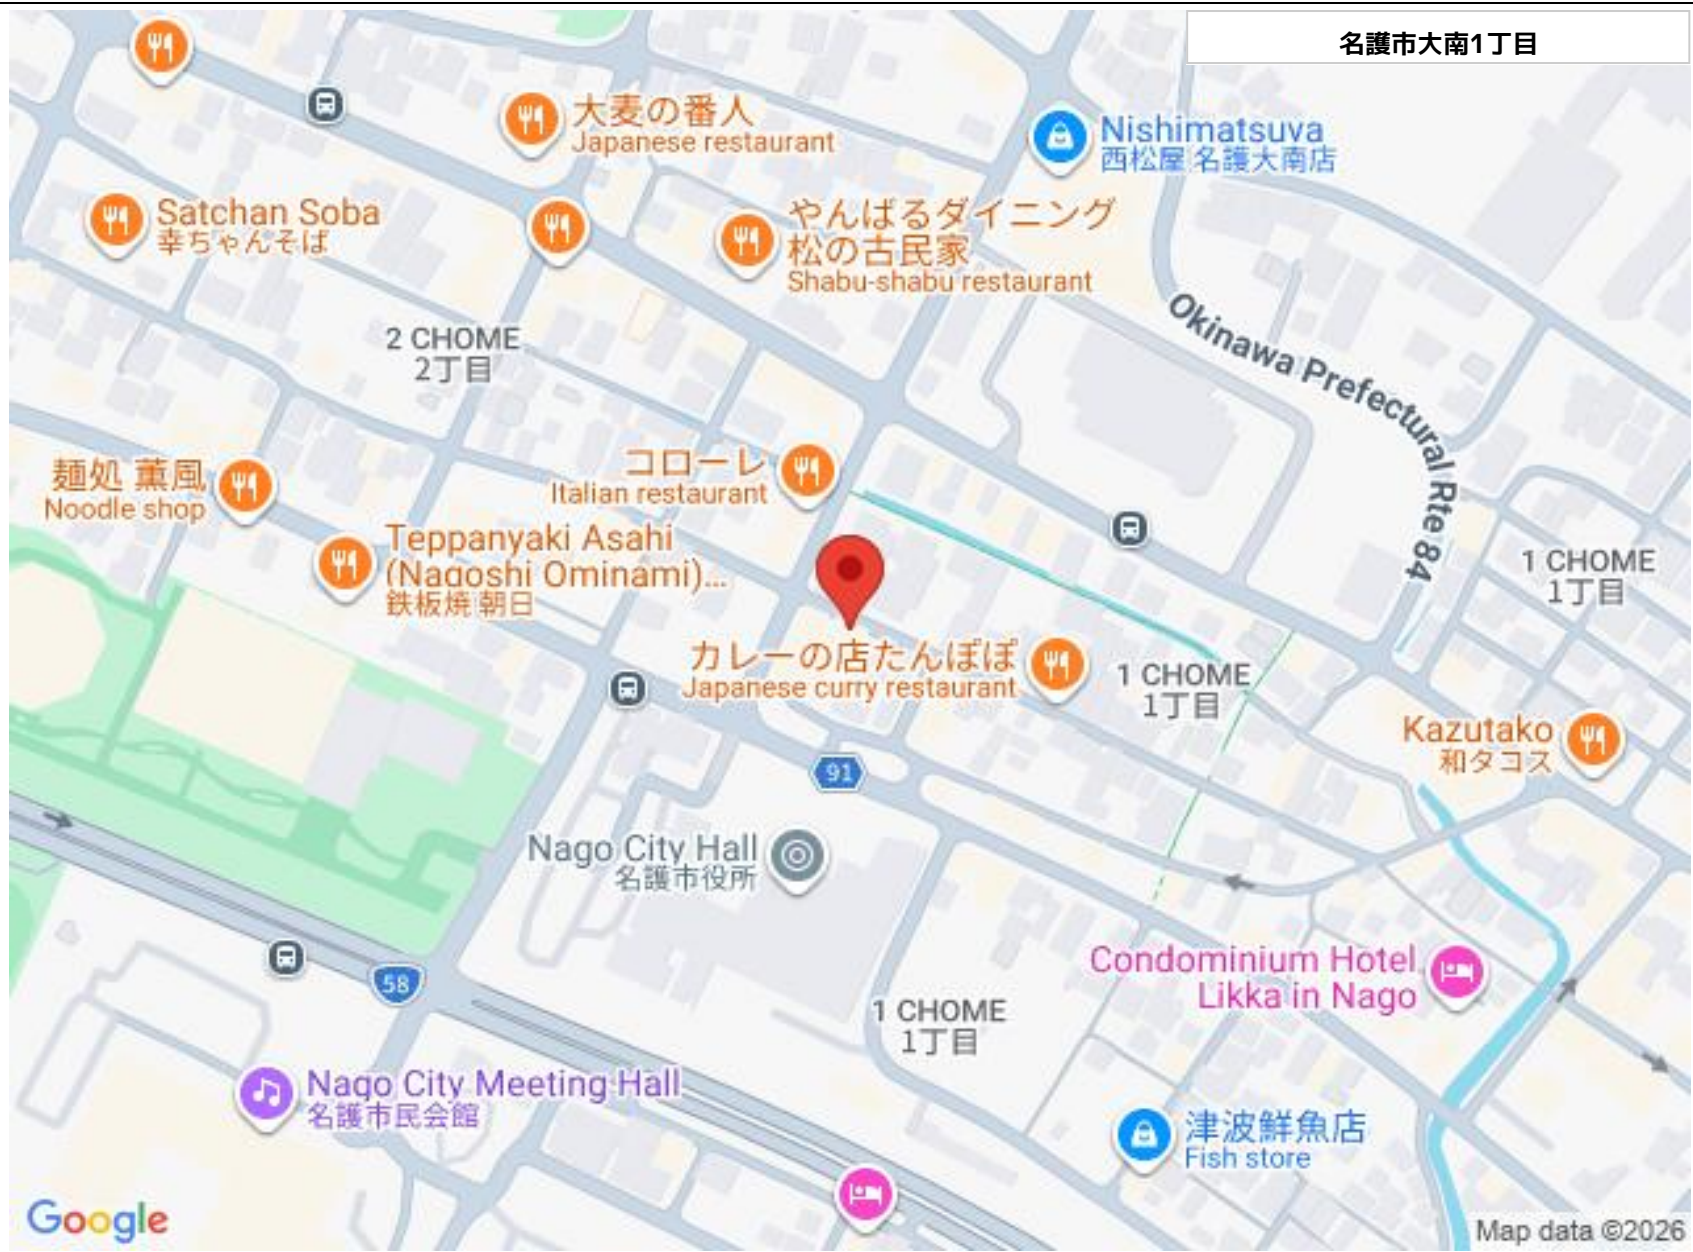 名護市大南1丁目
大麦の番人
Japanese restaurant
Nishimatsuya
西松屋 名護大南店
Satchan Soba
幸ちゃんそば
やんばるダイニング
松の古民家
Shabu-shabu restaurant
Okinawa Prefectural Rte 84
2 CHOME
2丁目
コローレ
Italian restaurant
麺処 薫風
Noodle shop
Teppanyaki Asahi
(Nagoshi Ominami)...
鉄板焼 朝日
1 CHOME
1丁目
カレーの店たんぽぽ
Japanese curry restaurant
1 CHOME
1丁目
Kazutako
和タコス
91
Nago City Hall
名護市役所
58
Condominium Hotel
Likka in Nago
1 CHOME
1丁目
Nago City Meeting Hall
名護市民会館
津波鮮魚店
Fish store
Google
Map data ©2026